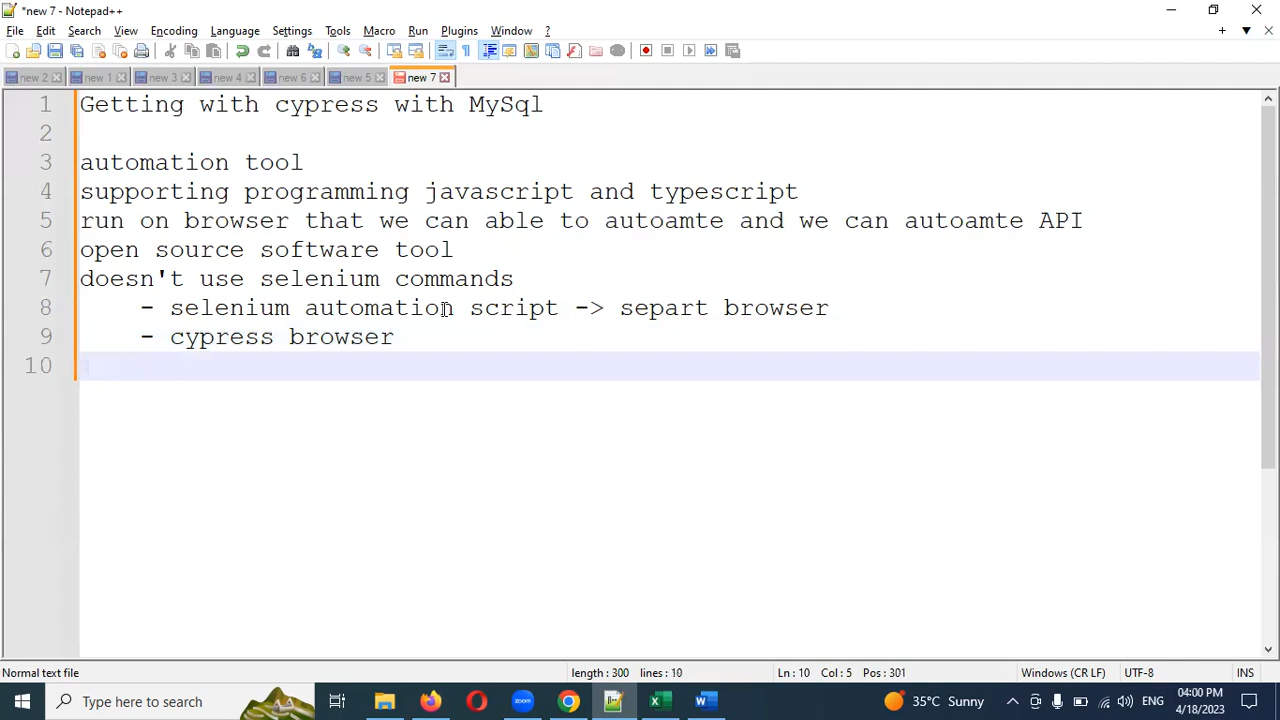 *new 7 - Notepad++
File Edit Search View Encoding Language Settings Tools Macro Run Plugins Window ?
new 2 new 1 new 3 new 4 new 6 new 5 new 7
1 Getting with cypress with MySql
2
3 automation tool
4 supporting programming javascript and typescript
5 run on browser that we can able to autoamte and we can autoamte API
6 open source software tool
7 doesn't use selenium commands
8 - selenium automation script -> separt browser
9 - cypress browser
10
Normal text file length : 300 lines : 10 Ln : 10 Col : 5 Pos : 301 Windows (CR LF) UTF-8 INS
Type here to search zoom 35°C Sunny ENG 04:00 PM
4/18/2023